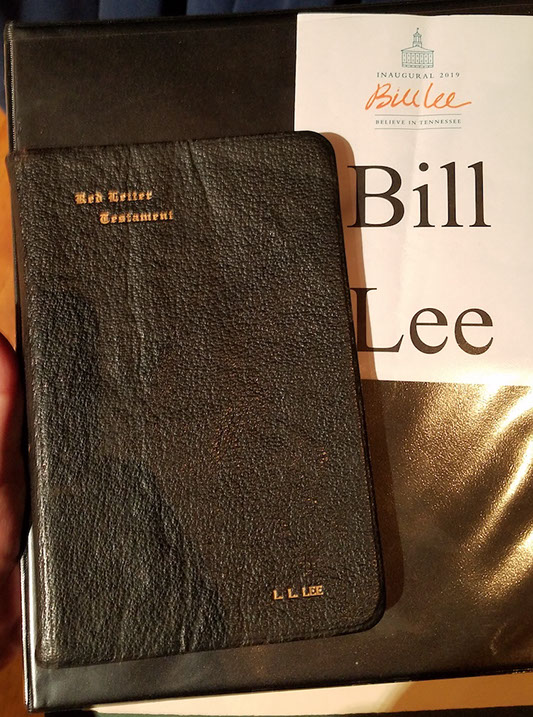 INAUGURAL 2019
Bill Lee
BELIEVE IN TENNESSEE
Bill
Lee
Red Letter
Testament
L. L. LEE